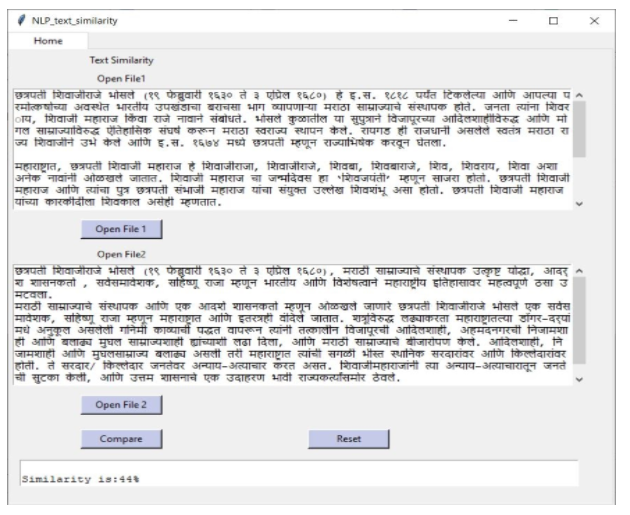 NLP_text_similarity
Home
Text Similarity
Open File1
छत्रपती शिवाजीराजे भोसले (१९ फेब्रुवारी १६३० ते ३ एप्रिल १६८०) हे इ.स. १८१८ पर्यंत टिकलेल्या आणि आपल्या प
रमोत्कर्षाच्या अवस्थेत भारतीय उपखंडाचा बराचसा भाग व्यापणाऱ्या मराठा साम्राज्याचे संस्थापक होते. जनता त्यांना शिवर
ाय, शिवाजी महाराज किंवा राजे नावानं संबोधते. भोसले कुळातील या सुपुत्राने विजापूरच्या आदिलशाहीविरुद्ध आणि मो
गल साम्राज्याविरुद्ध ऐतिहासिक संघर्ष करून मराठा स्वराज्य स्थापन केले. रायगड ही राजधानी असलेले स्वतंत्र मराठा रा
ज्य शिवाजीने उभे केले आणि इ.स. १६७४ मध्ये छत्रपती म्हणून राज्याभिषेक करवून घेतला.
महाराष्ट्रात, छत्रपती शिवाजी महाराज हे शिवाजीराजा, शिवाजीराजे, शिवबा, शिवबाराजे, शिव, शिवराय, शिवा अशा
अनेक नावांनी ओळखले जातात. शिवाजी महाराज चा जन्मदिवस हा 'शिवजयंती' म्हणून साजरा होतो. छत्रपती शिवाजी
महाराज आणि त्यांचा पुत्र छत्रपती संभाजी महाराज यांचा संयुक्त उल्लेख शिवशंभू असा होतो. छत्रपती शिवाजी महाराज
यांच्या कारकीर्दीला शिवकाल असेही म्हणतात.
Open File 1
Open File2
छत्रपती शिवाजीराजे भोसले (१९ फेब्रुवारी १६३० ते ३ एप्रिल १६८०), मराठी साम्राज्याचे संस्थापक उत्कृष्ट योद्धा, आदर्
श शासनकर्ता , सर्वसमावेशक, सहिष्णू राजा म्हणून भारतीय आणि विशेषत्वाने महाराष्ट्रीय इतिहासावर महत्वपूर्ण ठसा उ
मटवला.
मराठी साम्राज्याचे संस्थापक आणि एक आदर्श शासनकर्ता म्हणून ओळखले जाणारे छत्रपती शिवाजीराजे भोसले एक सर्वस
मावेशक, सहिष्णू राजा म्हणून महाराष्ट्रात आणि इतरत्रही वंदिले जातात. शत्रूविरुद्ध लढ्याकरता महाराष्ट्रातल्या डोंगर-दऱ्यां
मधे अनुकूल असलेली गनिमी काव्याची पद्धत वापरून त्यांनी तत्कालीन विजापूरची आदिलशाही, अहमदनगरची निजामशा
ही आणि बलाढ्य मुघल साम्राज्यशाही ह्यांच्याशी लढा दिला, आणि मराठी साम्राज्याचे बीजारोपण केले. आदिलशाही, नि
जामशाही आणि मुघलसाम्राज्य बलाढ्य असली तरी महाराष्ट्रात त्यांची सगळी भीस्त स्थानिक सरदारांवर आणि किल्लेदारांवर
होती. ते सरदार/ किल्लेदार जनतेवर अन्याय-अत्याचार करत असत. शिवाजीमहाराजांनी त्या अन्याय-अत्याचारातून जनते
ची सुटका केली, आणि उत्तम शासनाचे एक उदाहरण भावी राज्यकर्त्यांसमोर ठेवले.
Open File 2
Compare
Reset
Similarity is:44%